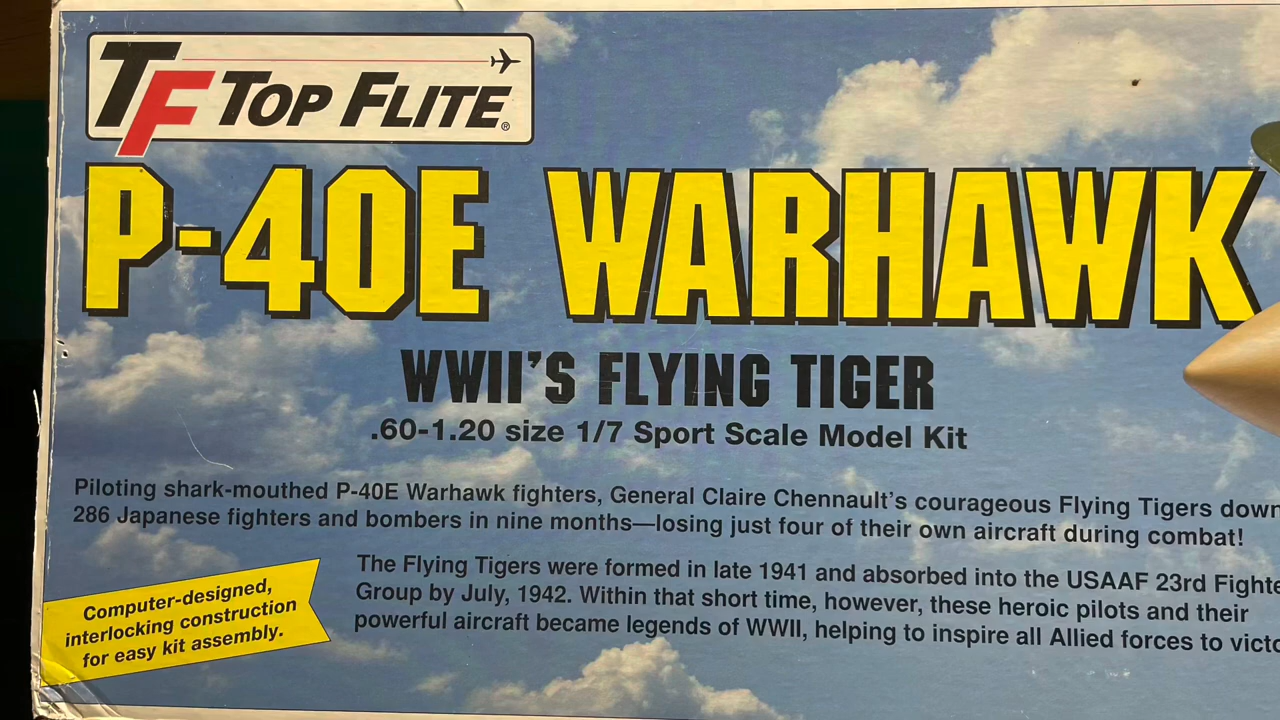 TF TOP FLITE®
P-40E WARHAWK
WWII'S FLYING TIGER
.60-1.20 size 1/7 Sport Scale Model Kit
Piloting shark-mouthed P-40E Warhawk fighters, General Claire Chennault's courageous Flying Tigers
286 Japanese fighters and bombers in nine months—losing just four of their own aircraft during combat!
The Flying Tigers were formed in late 1941 and absorbed into the USAAF 23rd
Group by July, 1942. Within that short time, however, these heroic pilots and their
powerful aircraft became legends of WWII, helping to inspire all Allied forces to
Computer-designed,
interlocking construction
for easy kit assembly.